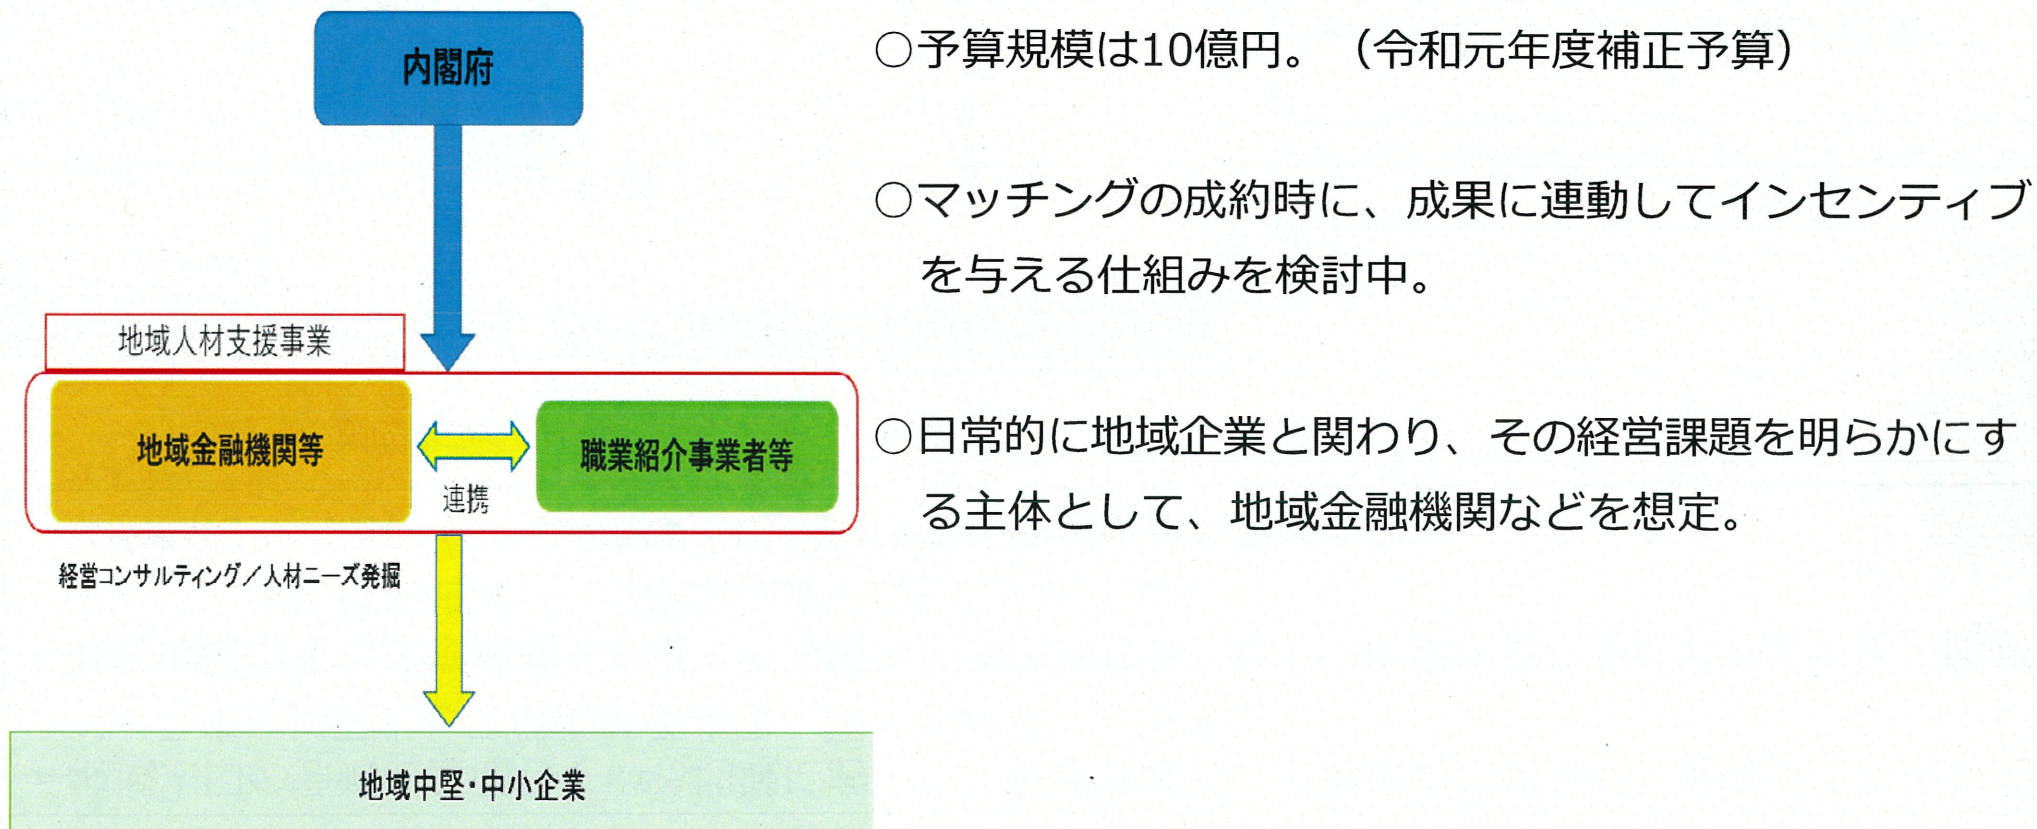 内閣府
地域人材支援事業
地域金融機関等
連携
職業紹介事業者等
経営コンサルティング／人材ニーズ発掘
地域中堅・中小企業
○予算規模は10億円。（令和元年度補正予算）
○マッチングの成約時に、成果に連動してインセンティブ
を与える仕組みを検討中。
○日常的に地域企業と関わり、その経営課題を明らかにす
る主体として、地域金融機関などを想定。